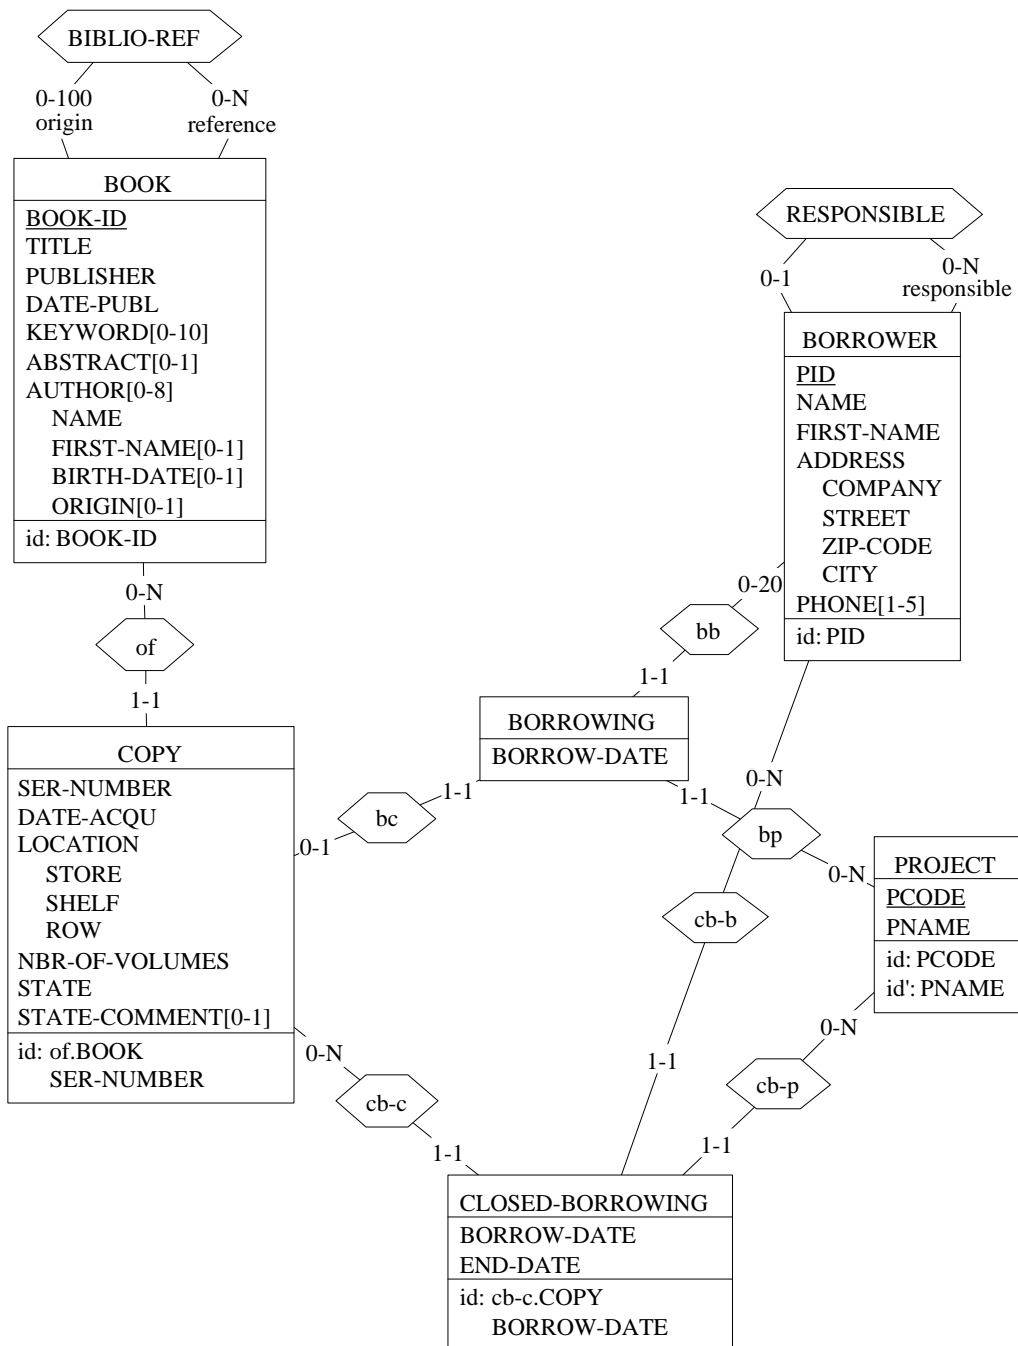 BIBLIO-REF
0-100
origin
0-N
reference
BOOK
BOOK-ID
TITLE
PUBLISHER
DATE-PUBL
KEYWORD[0-10]
ABSTRACT[0-1]
AUTHOR[0-8]
NAME
FIRST-NAME[0-1]
BIRTH-DATE[0-1]
ORIGIN[0-1]
id: BOOK-ID
0-N
of
1-1
COPY
SER-NUMBER
DATE-ACQU
LOCATION
STORE
SHELF
ROW
NBR-OF-VOLUMES
STATE
STATE-COMMENT[0-1]
id: of.BOOK
SER-NUMBER
RESPONSIBLE
0-1
0-N
responsible
BORROWER
PID
NAME
FIRST-NAME
ADDRESS
COMPANY
STREET
ZIP-CODE
CITY
PHONE[1-5]
id: PID
0-20
bb
1-1
BORROWING
BORROW-DATE
1-1
bc
0-1
1-1
bp
0-N
0-N
cb-b
1-1
PROJECT
PCODE
PNAME
id: PCODE
id': PNAME
0-N
cb-p
1-1
0-N
cb-c
1-1
CLOSED-BORROWING
BORROW-DATE
END-DATE
id: cb-c.COPY
BORROW-DATE